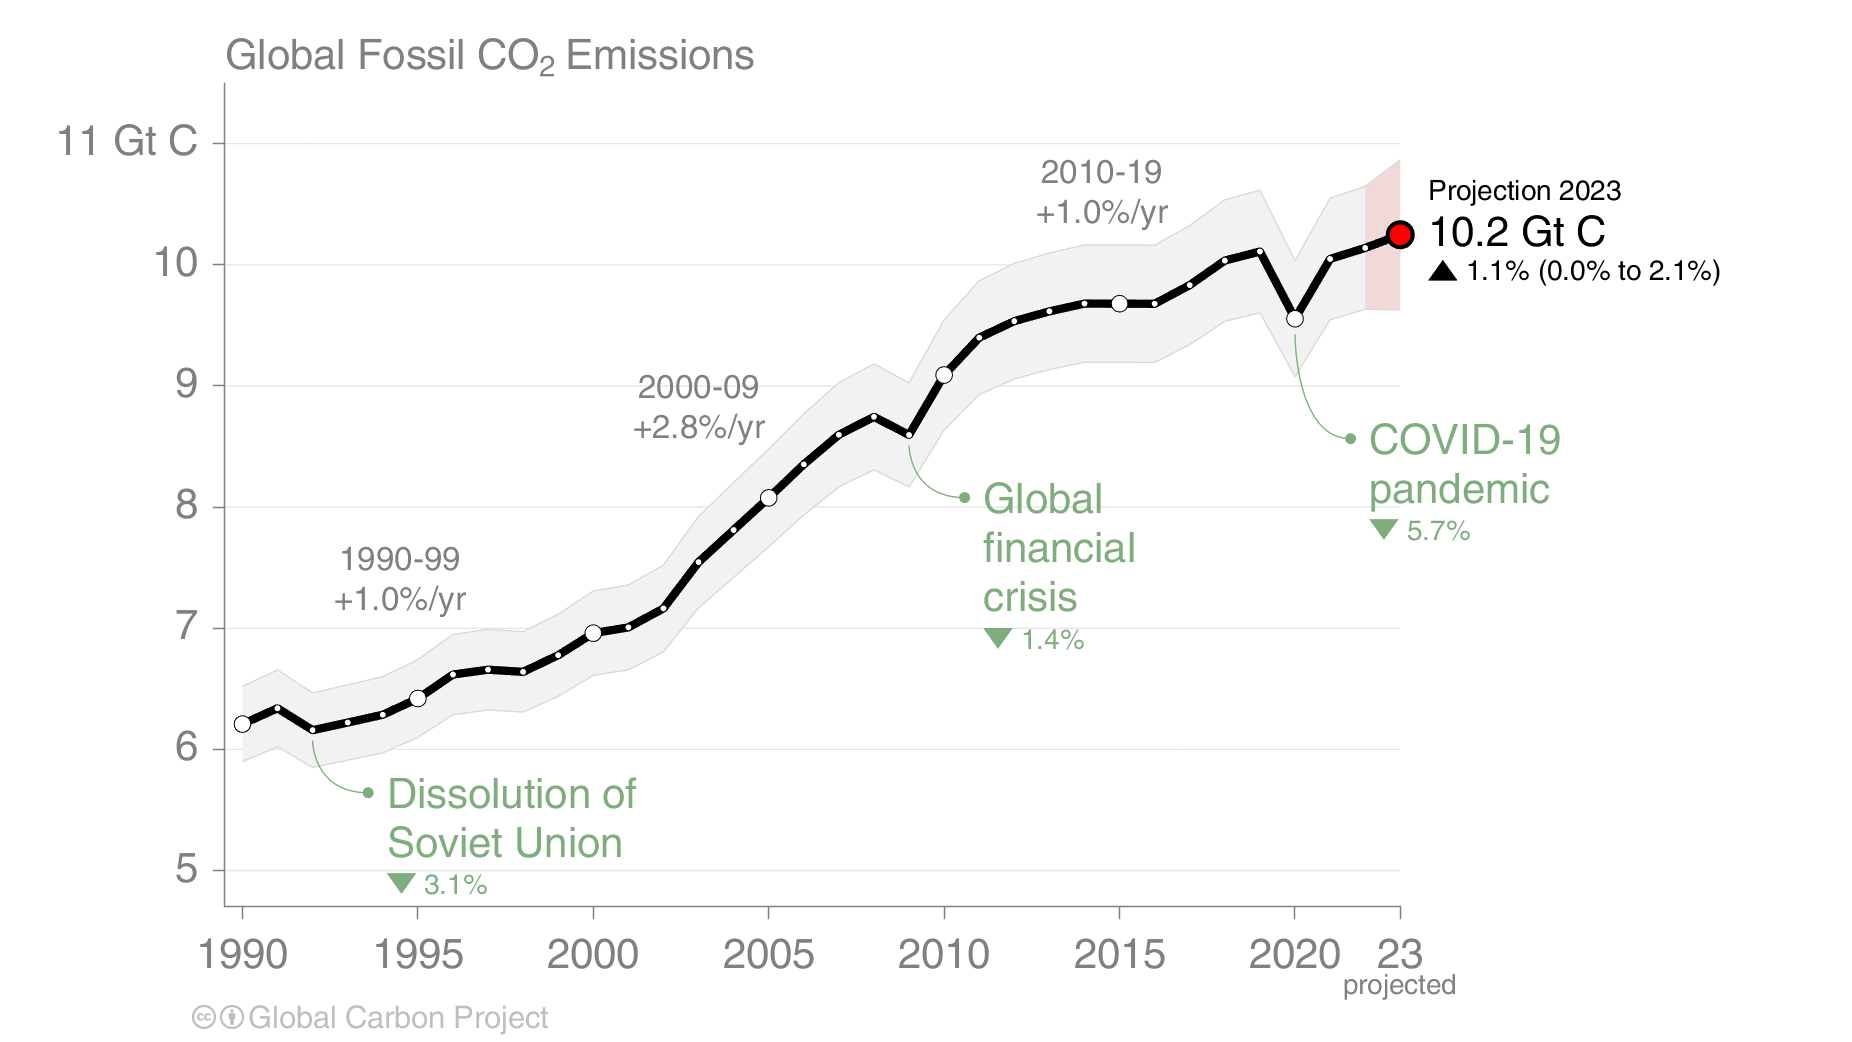 Global Fossil CO₂ Emissions
11 Gt C
10
9
8
7
6
5
1990-99
+1.0%/yr
2000-09
+2.8%/yr
2010-19
+1.0%/yr
Projection 2023
10.2 Gt C
▲ 1.1% (0.0% to 2.1%)
Dissolution of
Soviet Union
▼ 3.1%
Global
financial
crisis
▼ 1.4%
COVID-19
pandemic
▼ 5.7%
1990 1995 2000 2005 2010 2015 2020 23
projected
cc Global Carbon Project